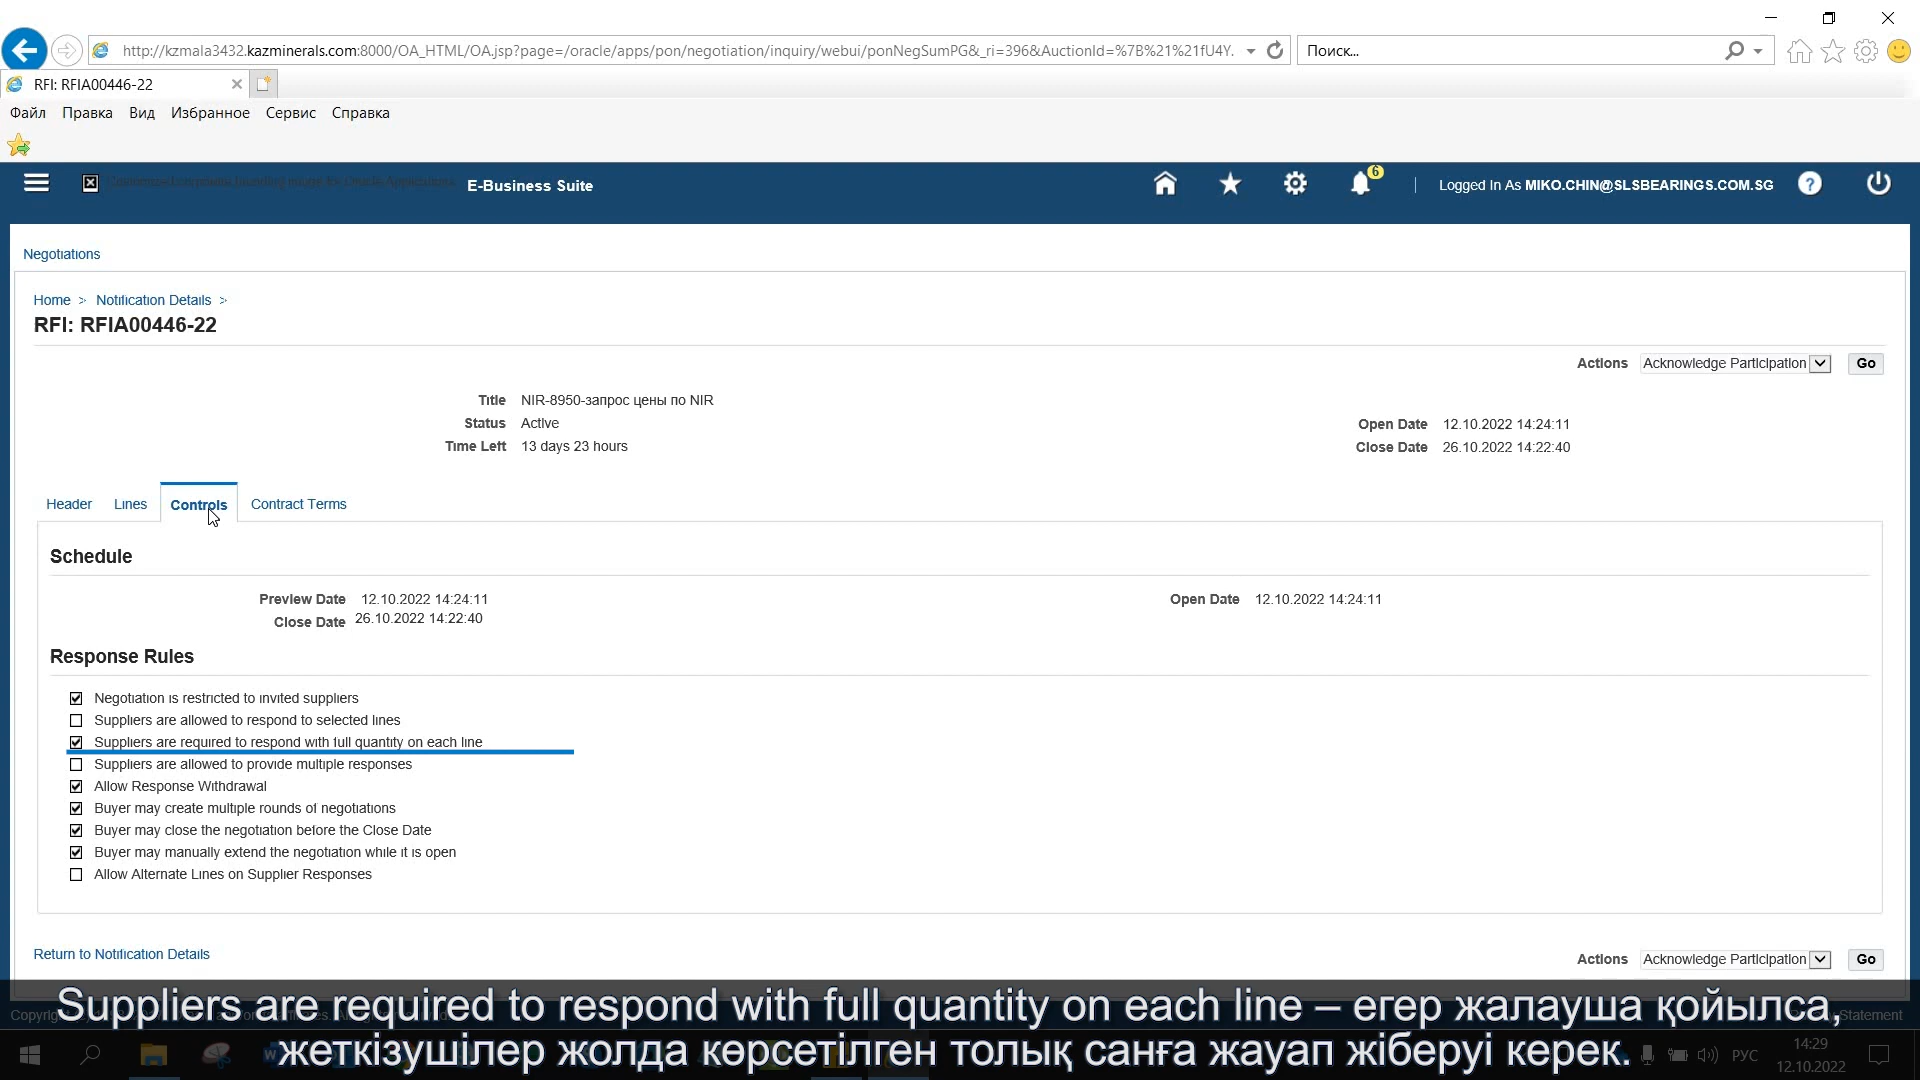 http://kzmala3432.kazminerals.com:8000/OA_HTML/OA.jsp?page=/oracle/apps/pon/negotiation/inquiry/webui/ponNegSumPG&_ri=396&AuctionId=%7B%21%21fU4Y.
Поиск...
RFI: RFIA00446-22
Файл Правка Вид Избранное Сервис Справка
E-Business Suite
6
Logged In As MIKO.CHIN@SLSBEARINGS.COM.SG
Negotiations
Home > Notification Details >
RFI: RFIA00446-22
Actions Acknowledge Participation Go
Title NIR-8950-запрос цены по NIR
Status Active
Open Date 12.10.2022 14:24:11
Time Left 13 days 23 hours
Close Date 26.10.2022 14:22:40
Header Lines Controls Contract Terms
Schedule
Preview Date 12.10.2022 14:24:11
Open Date 12.10.2022 14:24:11
Close Date 26.10.2022 14:22:40
Response Rules
Negotiation is restricted to invited suppliers
Suppliers are allowed to respond to selected lines
Suppliers are required to respond with full quantity on each line
Suppliers are allowed to provide multiple responses
Allow Response Withdrawal
Buyer may create multiple rounds of negotiations
Buyer may close the negotiation before the Close Date
Buyer may manually extend the negotiation while it is open
Allow Alternate Lines on Supplier Responses
Return to Notification Details
Actions Acknowledge Participation Go
Suppliers are required to respond with full quantity on each line – егер жалауша қойылса,
жеткізушілер жолда көрсетілген толық санға жауап жіберуі керек.
Statement
РУС
14:29
12.10.2022